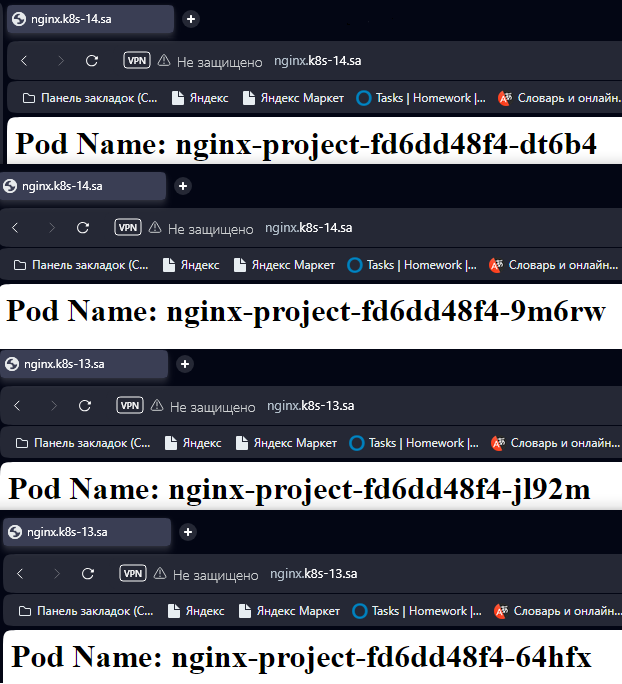 nginx.k8s-14.sa
VPN Не защищено nginx.k8s-14.sa
Панель закладок (С... Яндекс Яндекс Маркет Tasks | Homework |... Словарь и онлайн...
Pod Name: nginx-project-fd6dd48f4-dt6b4
nginx.k8s-14.sa
VPN Не защищено nginx.k8s-14.sa
Панель закладок (С... Яндекс Яндекс Маркет Tasks | Homework |... Словарь и онлайн...
Pod Name: nginx-project-fd6dd48f4-9m6rw
nginx.k8s-13.sa
VPN Не защищено nginx.k8s-13.sa
Панель закладок (С... Яндекс Яндекс Маркет Tasks | Homework |... Словарь и онлайн...
Pod Name: nginx-project-fd6dd48f4-jl92m
nginx.k8s-13.sa
VPN Не защищено nginx.k8s-13.sa
Панель закладок (С... Яндекс Яндекс Маркет Tasks | Homework |... Словарь и онлайн...
Pod Name: nginx-project-fd6dd48f4-64hfx